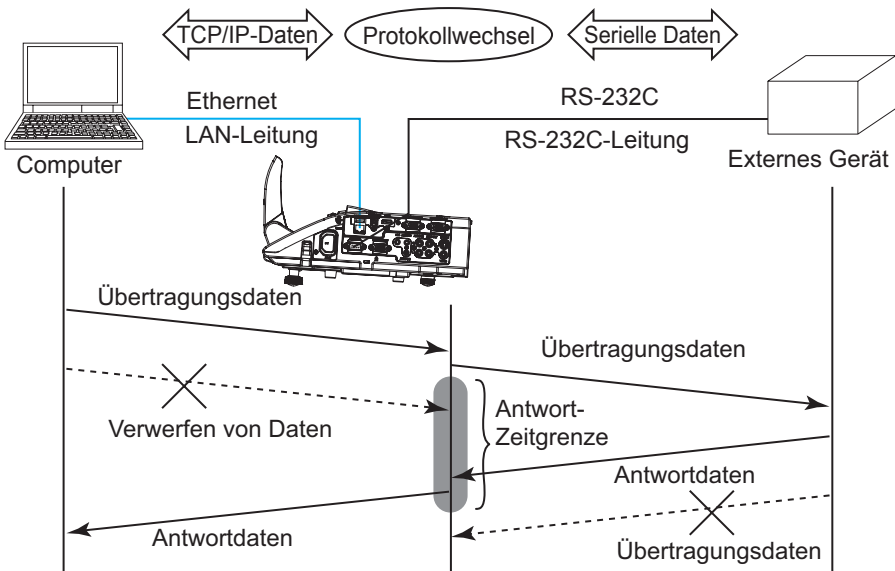 TCP/IP-Daten
Protokollwechsel
Serielle Daten
Ethernet
LAN-Leitung
RS-232C
RS-232C-Leitung
Computer
Externes Gerät
Übertragungsdaten
Übertragungsdaten
Verwerfen von Daten
Antwort-
Zeitgrenze
Antwortdaten
Antwortdaten
Übertragungsdaten